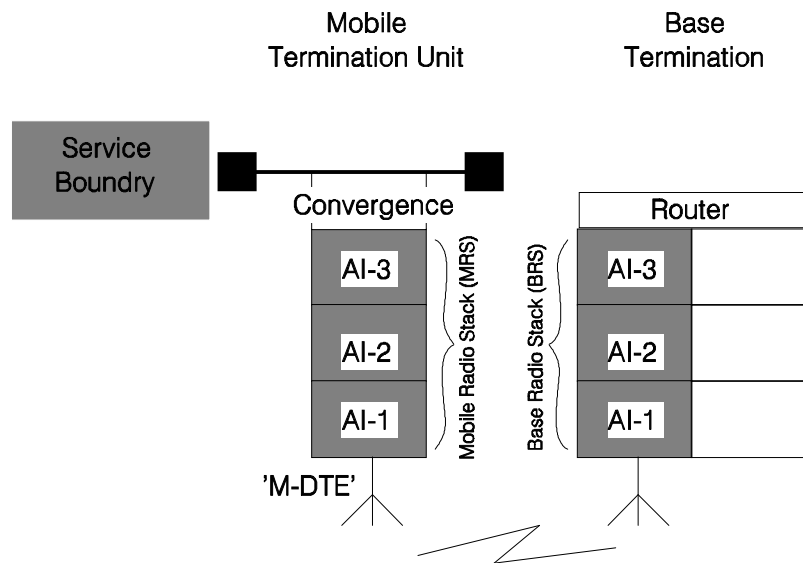 Mobile
Termination Unit
Base
Termination
Service
Boundry
Convergence
Router
AI-3
AI-2
AI-1
Mobile Radio Stack (MRS)
Base Radio Stack (BRS)
AI-3
AI-2
AI-1
'M-DTE'